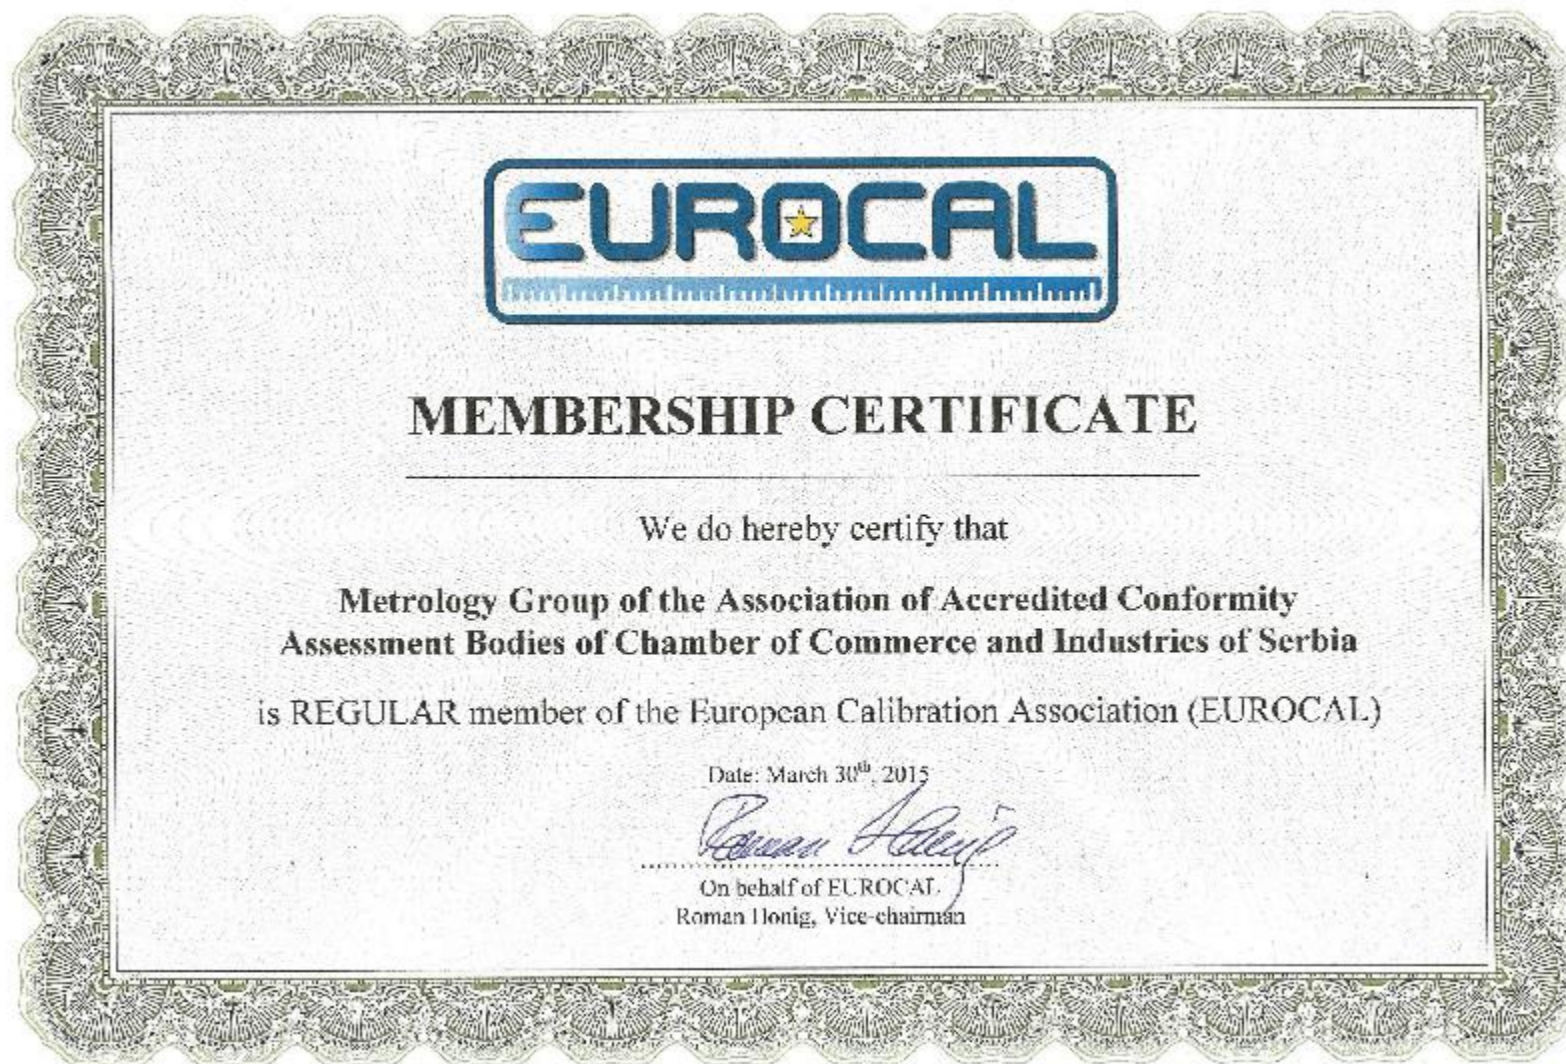 EUROCAL
MEMBERSHIP CERTIFICATE
We do hereby certify that
Metrology Group of the Association of Accredited Conformity
Assessment Bodies of Chamber of Commerce and Industries of Serbia
is REGULAR member of the European Calibration Association (EUROCAL)
Date: March 30th, 2015
Roman Honig
On behalf of EUROCAL
Roman Honig, Vice-chairman